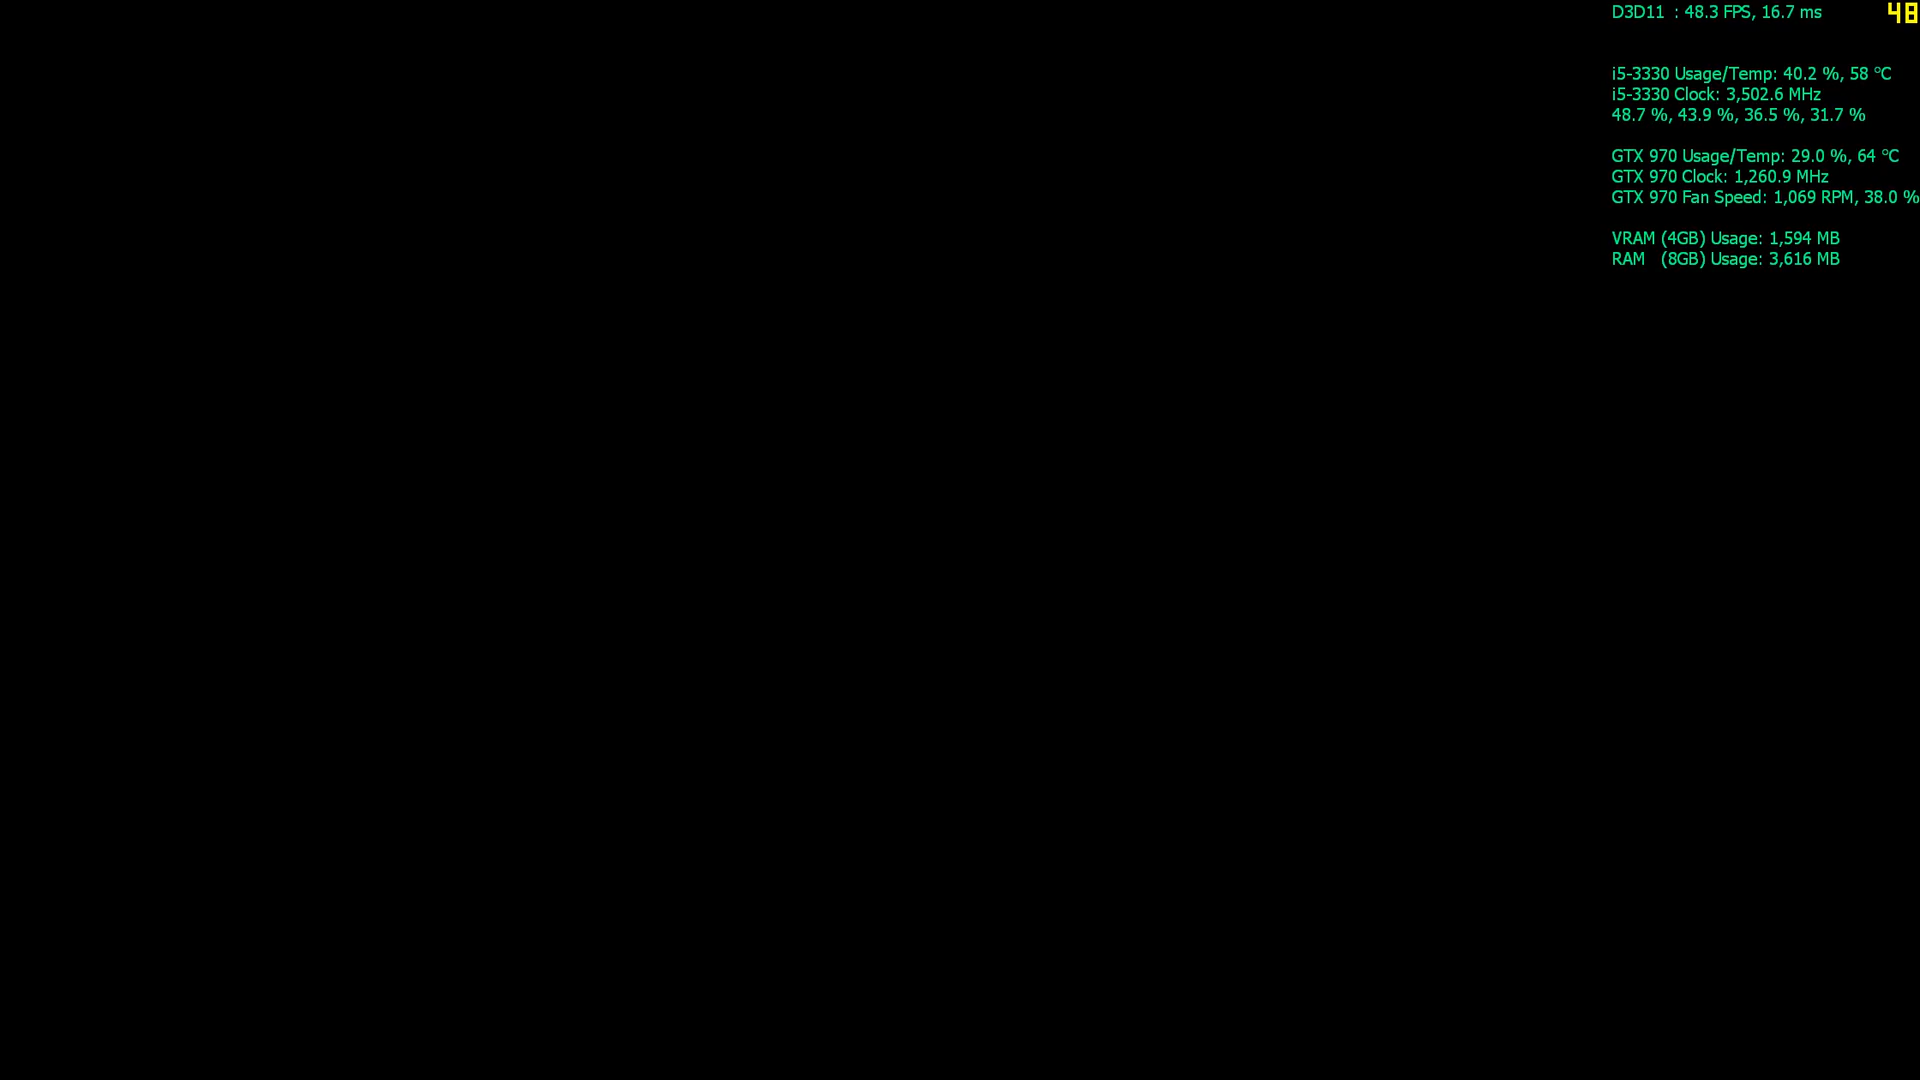 D3D11 : 48.3 FPS, 16.7 ms 48
i5-3330 Usage/Temp: 40.2 %, 58 °C
i5-3330 Clock: 3,502.6 MHz
48.7 %, 43.9 %, 36.5 %, 31.7 %
GTX 970 Usage/Temp: 29.0 %, 64 °C
GTX 970 Clock: 1,260.9 MHz
GTX 970 Fan Speed: 1,069 RPM, 38.0 %
VRAM (4GB) Usage: 1,594 MB
RAM (8GB) Usage: 3,616 MB